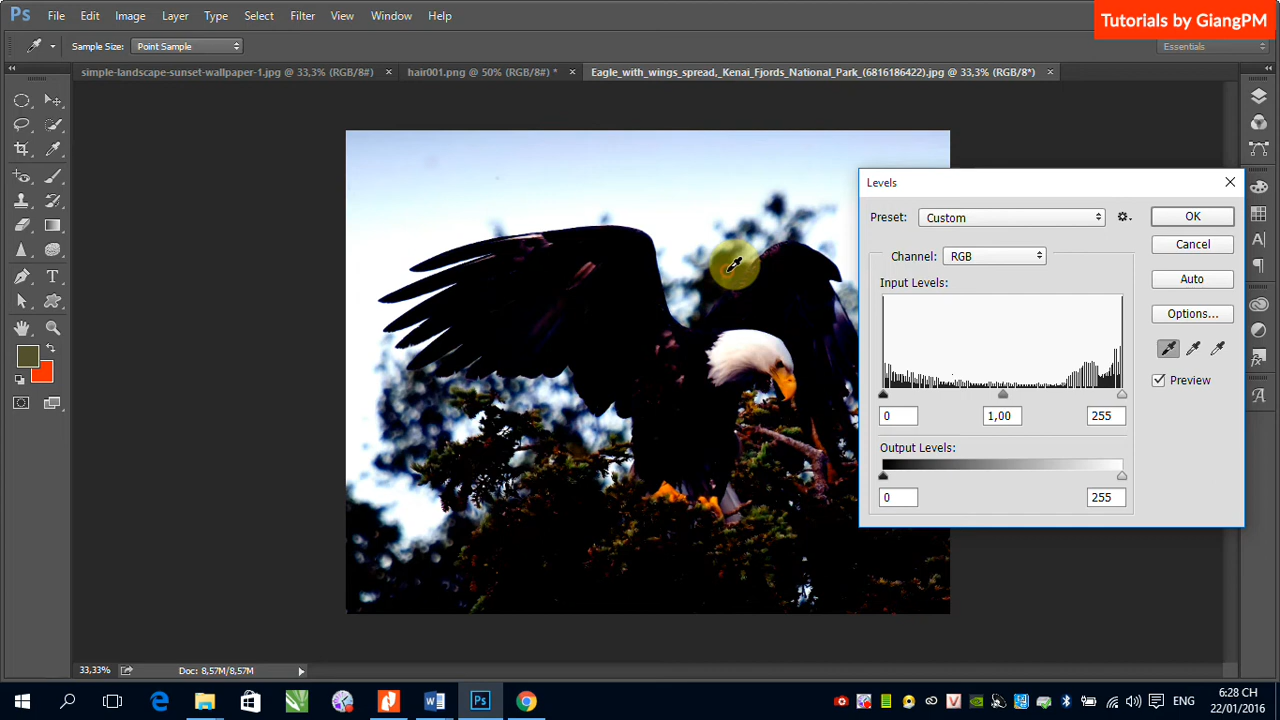 Ps File Edit Image Layer Type Select Filter View Window Help
Tutorials by GiangPM
Sample Size: Point Sample
Essentials
simple-landscape-sunset-wallpaper-1.jpg @ 33,3% (RGB/8#) × hair001.png @ 50% (RGB/8#) * × Eagle_with_wings_spread,_Kenai_Fjords_National_Park_(6816186422).jpg @ 33,3% (RGB/8*) ×
Levels
Preset: Custom
OK
Cancel
Channel: RGB
Auto
Input Levels:
Options...
Preview
0 1,00 255
Output Levels:
0 255
33,33% Doc: 8,57M/8,57M
6:28 CH
ENG
22/01/2016